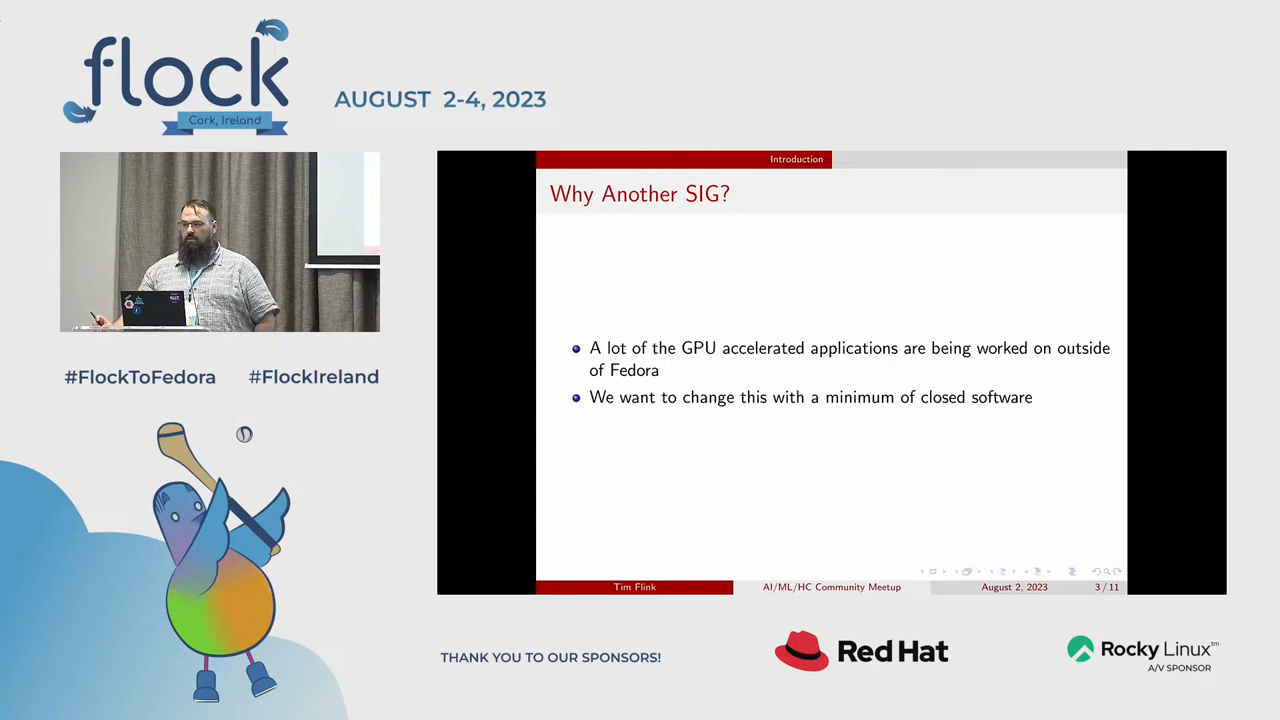 flock
Cork, Ireland
AUGUST 2-4, 2023
Introduction
Why Another SIG?
A lot of the GPU accelerated applications are being worked on outside
of Fedora
We want to change this with a minimum of closed software
Tim Flink
AI/ML/HC Community Meetup
August 2, 2023
3 / 11
#FlockToFedora #FlockIreland
THANK YOU TO OUR SPONSORS!
Red Hat
Rocky Linux™
A/V SPONSOR